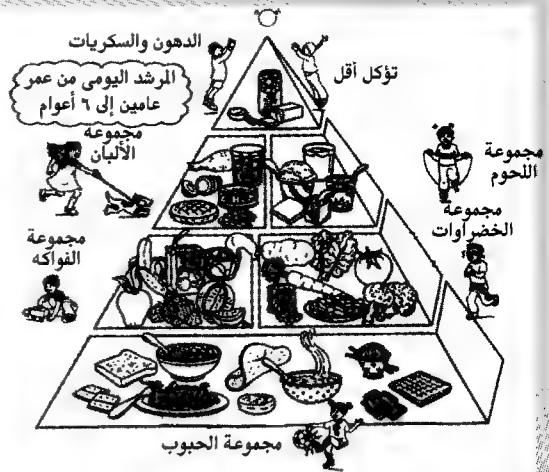 الدهون والسكريات
تؤكل أقل
المرشد اليومى من عمر
عامين إلى ٦ أعوام
مجموعة
الألبان
مجموعة
اللحوم
مجموعة
الخضراوات
مجموعة
الفواكه
مجموعة الحبوب